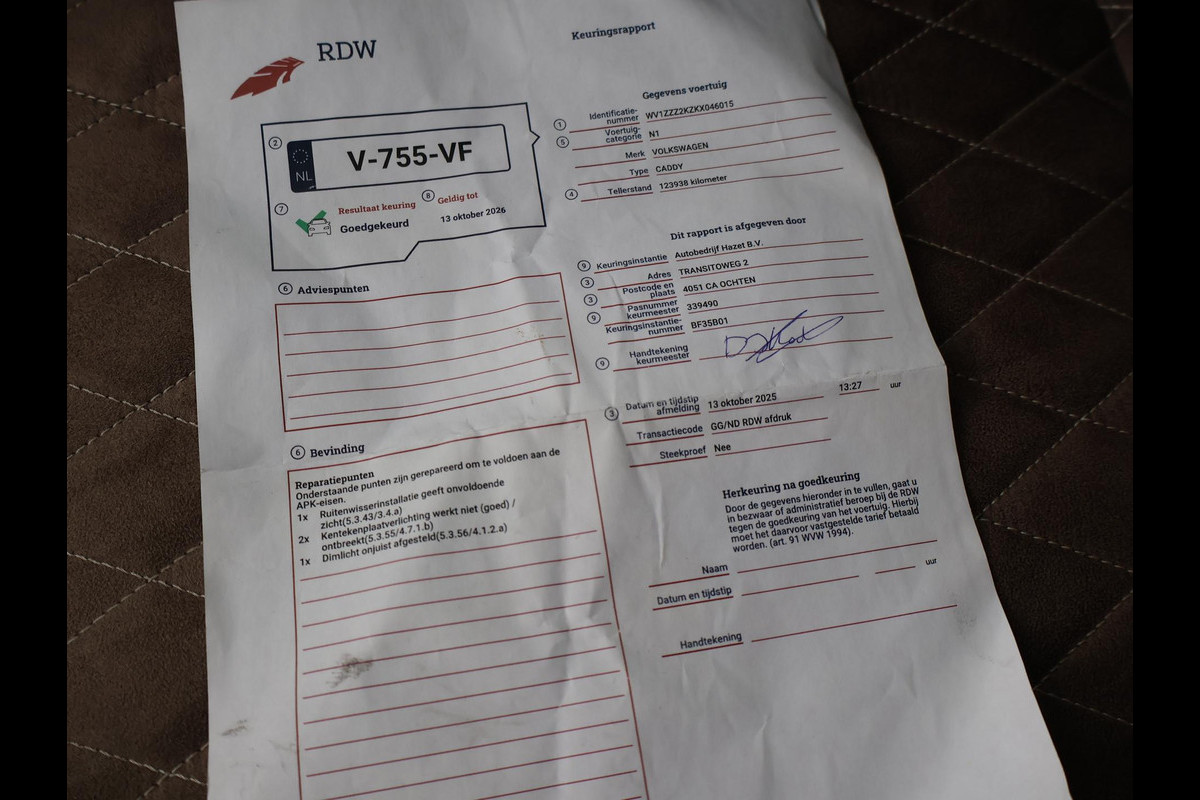 RDW
Keuringsrapport
2
NL
V-755-VF
7
Resultaat keuring
Goedgekeurd
8
Geldig tot
13 oktober 2026
Gegevens voertuig
1 Identificatie-
nummer WV1ZZZ2KZKX046015
5 Voertuig-
categorie N1
Merk VOLKSWAGEN
Type CADDY
4 Tellerstand 123938 kilometer
Dit rapport is afgegeven door
9 Keuringsinstantie Autobedrijf Hazet B.V.
3 Adres TRANSITOWEG 2
3 Postcode en
plaats 4051 CA OCHTEN
9 Pasnummer
keurmeester 339490
Keuringsinstantie-
nummer BF35B01
9 Handtekening
keurmeester
3 Datum en tijdstip
afmelding 13 oktober 2025 13:27 uur
Transactiecode GG/ND RDW afdruk
Steekproef Nee
6 Adviespunten
6 Bevinding
Reparatiepunten
Onderstaande punten zijn gerepareerd om te voldoen aan de
APK-eisen.
1x Ruitenwisserinstallatie geeft onvoldoende
zicht(5.3.43/3.4.a)
2x Kentekenplaatverlichting werkt niet (goed) /
ontbreekt(5.3.55/4.7.1.b)
1x Dimlicht onjuist afgesteld(5.3.56/4.1.2.a)
Herkeuring na goedkeuring
Door de gegevens hieronder in te vullen, gaat u
in bezwaar of administratief beroep bij de RDW
tegen de goedkeuring van het voertuig. Hierbij
moet het daarvoor vastgestelde tarief betaald
worden. (art. 91 WVW 1994).
Naam
Datum en tijdstip uur
Handtekening